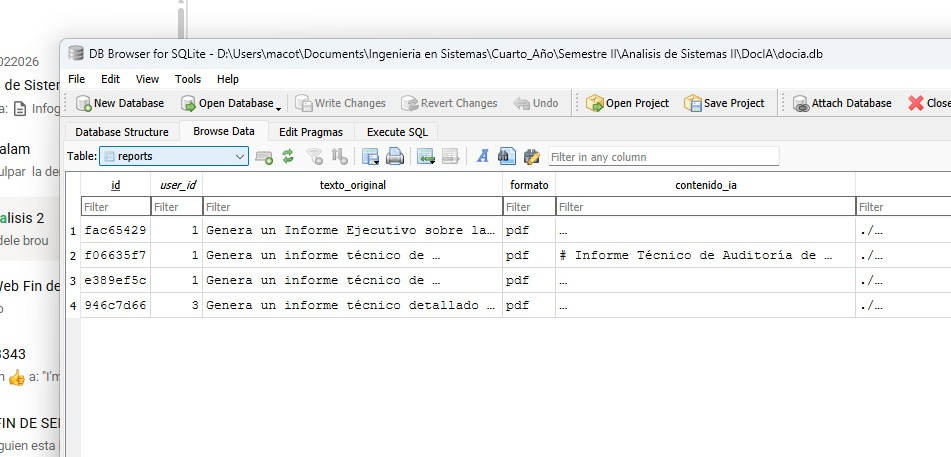 022026
DB Browser for SQLite - D:\Users\macot\Documents\Ingenieria en Sistemas\Cuarto_Año\Semestre II\Analisis de Sistemas II\DocIA\docia.db
s de Sister
File Edit View Tools Help
a: Infog
New Database Open Database Write Changes Revert Changes Undo Open Project Save Project Attach Database Close
Database Structure Browse Data Edit Pragmas Execute SQL
alam
Table: reports Filter in any column
ulpar la de
id user_id texto_original formato contenido_ia
Filter Filter Filter Filter Filter Filter
alisis 2
1 fac65429 1 Genera un Informe Ejecutivo sobre la… pdf … ./…
dele brou
2 f06635f7 1 Genera un informe técnico de … pdf # Informe Técnico de Auditoría de … ./…
3 e389ef5c 1 Genera un informe técnico de … pdf … ./…
Web Fin de
o
4 946c7d66 3 Genera un informe técnico detallado … pdf … ./…
3343
n 👍 a: "I'm
FIN DE SE
guien esta